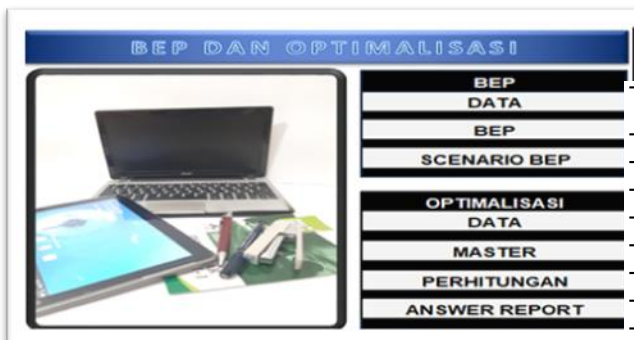 BEP DAN OPTIMALISASI
BEP
DATA
BEP
SCENARIO BEP
OPTIMALISASI
DATA
MASTER
PERHITUNGAN
ANSWER REPORT